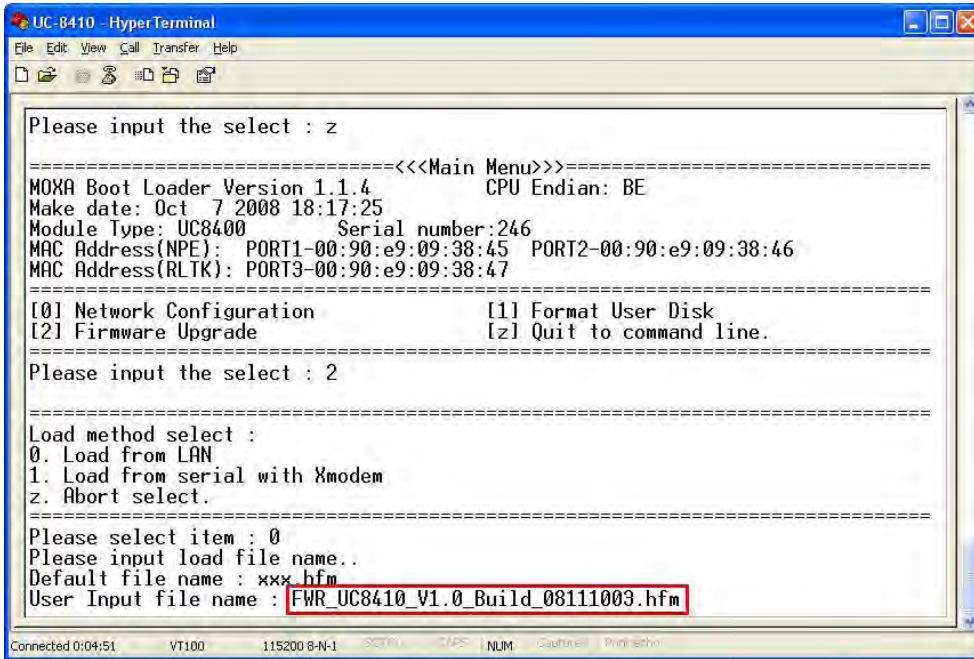 UC-8410 - HyperTerminal
File Edit View Call Transfer Help
Please input the select : z
================================<<<Main Menu>>>================================
MOXA Boot Loader Version 1.1.4 CPU Endian: BE
Make date: Oct 7 2008 18:17:25
Module Type: UC8400 Serial number:246
MAC Address(NPE): PORT1-00:90:e9:09:38:45 PORT2-00:90:e9:09:38:46
MAC Address(RLTK): PORT3-00:90:e9:09:38:47
===============================================================================
[0] Network Configuration [1] Format User Disk
[2] Firmware Upgrade [z] Quit to command line.
===============================================================================
Please input the select : 2
===============================================================================
Load method select :
0. Load from LAN
1. Load from serial with Xmodem
z. Abort select.
===============================================================================
Please select item : 0
Please input load file name..
Default file name : xxx.hfm
User Input file name : FWR_UC8410_V1.0_Build_08111003.hfm
Connected 0:04:51 VT100 115200 8-N-1 SCROLL CAPS NUM Capture Print echo